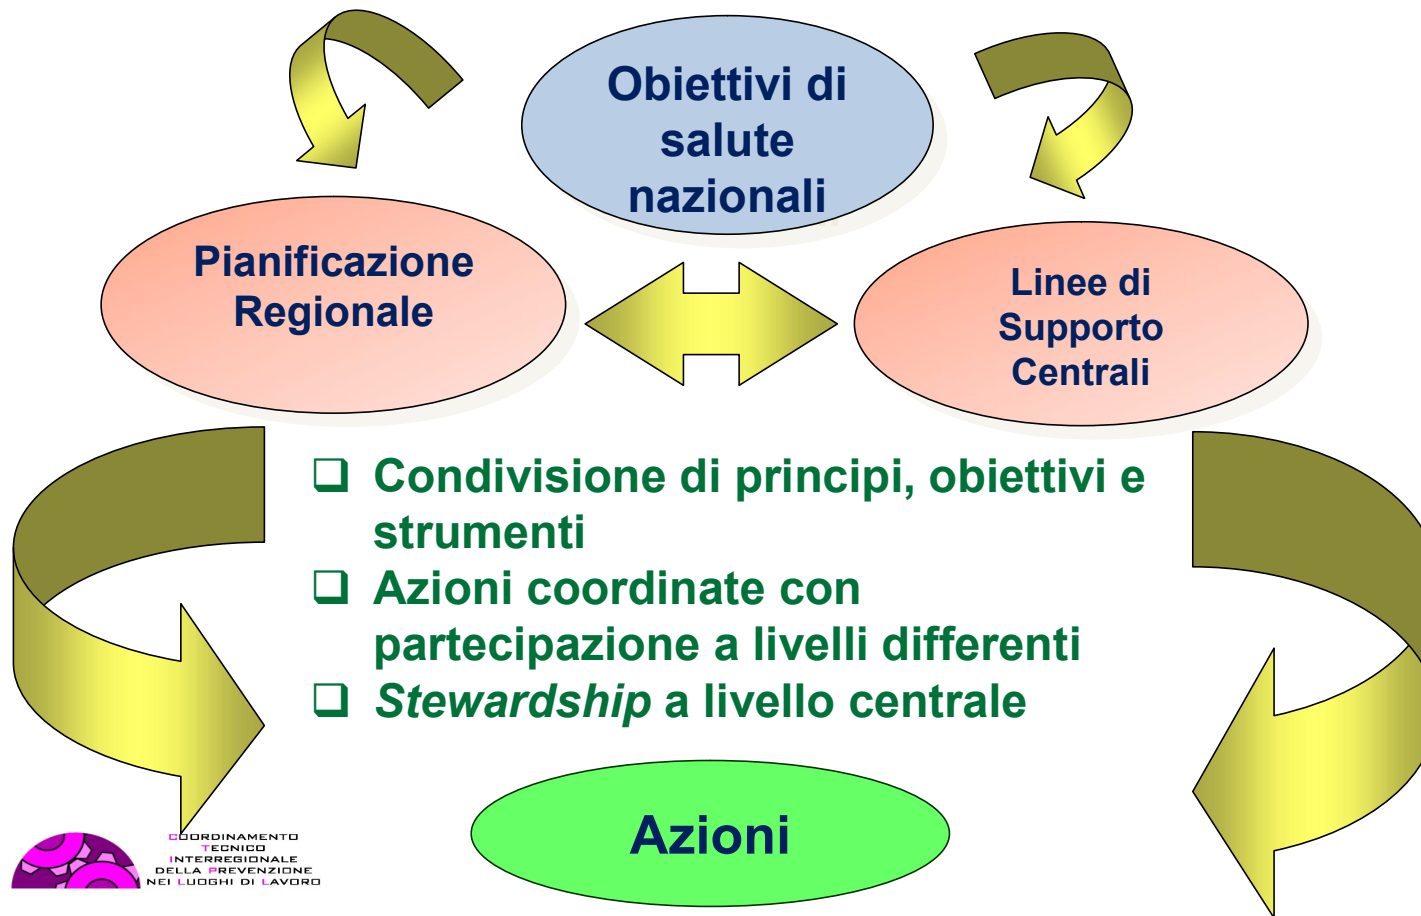 Obiettivi di
salute
nazionali
Pianificazione
Regionale
Linee di
Supporto
Centrali
❑ Condivisione di principi, obiettivi e
strumenti
❑ Azioni coordinate con
partecipazione a livelli differenti
❑ Stewardship a livello centrale
Azioni
COORDINAMENTO
TECNICO
INTERREGIONALE
DELLA PREVENZIONE
NEI LUOGHI DI LAVORO